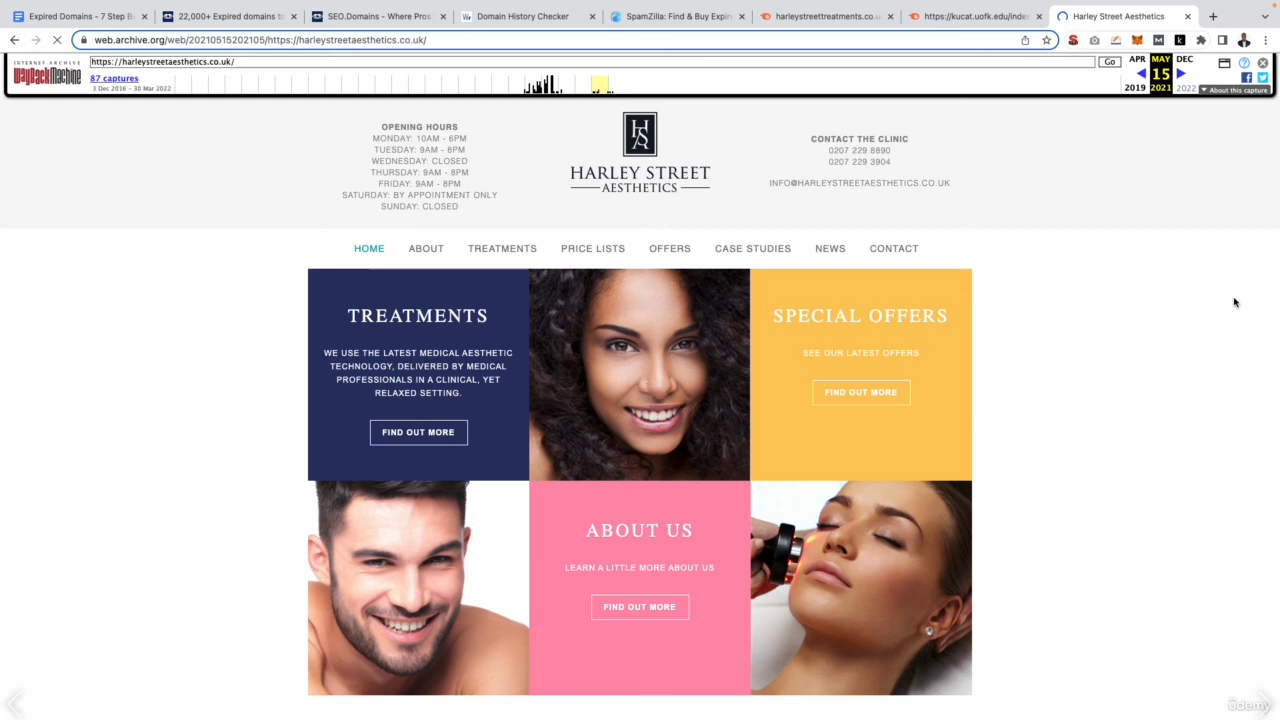 Expired Domains - 7 Step B
22,000+ Expired domains to
SEO.Domains - Where Pros
Domain History Checker
SpamZilla: Find & Buy Expir
harleystreettreatments.co.u
https://kucat.uofk.edu/inde
Harley Street Aesthetics
web.archive.org/web/20210515202105/https://harleystreetaesthetics.co.uk/
INTERNET ARCHIVE
WayBackMachine
https://harleystreetaesthetics.co.uk/
Go
87 captures
3 Dec 2016 – 30 Mar 2022
APR MAY DEC
15
2019 2021 2022
About this capture
OPENING HOURS
MONDAY: 10AM - 6PM
TUESDAY: 9AM - 8PM
WEDNESDAY: CLOSED
THURSDAY: 9AM - 8PM
FRIDAY: 9AM - 8PM
SATURDAY: BY APPOINTMENT ONLY
SUNDAY: CLOSED
HARLEY STREET
AESTHETICS
CONTACT THE CLINIC
0207 229 8890
0207 229 3904
INFO@HARLEYSTREETAESTHETICS.CO.UK
HOME ABOUT TREATMENTS PRICE LISTS OFFERS CASE STUDIES NEWS CONTACT
TREATMENTS
WE USE THE LATEST MEDICAL AESTHETIC
TECHNOLOGY, DELIVERED BY MEDICAL
PROFESSIONALS IN A CLINICAL, YET
RELAXED SETTING.
FIND OUT MORE
SPECIAL OFFERS
SEE OUR LATEST OFFERS
FIND OUT MORE
ABOUT US
LEARN A LITTLE MORE ABOUT US
FIND OUT MORE
ûdemy